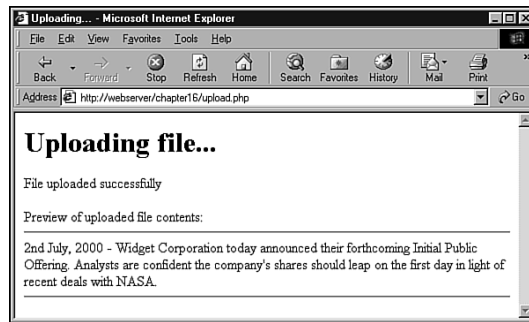 Uploading... - Microsoft Internet Explorer
File Edit View Favorites Tools Help
Back Forward Stop Refresh Home Search Favorites History Mail Print
Address http://webserver/chapter16/upload.php Go
Uploading file...
File uploaded successfully
Preview of uploaded file contents:
2nd July, 2000 - Widget Corporation today announced their forthcoming Initial Public
Offering. Analysts are confident the company's shares should leap on the first day in light of
recent deals with NASA.